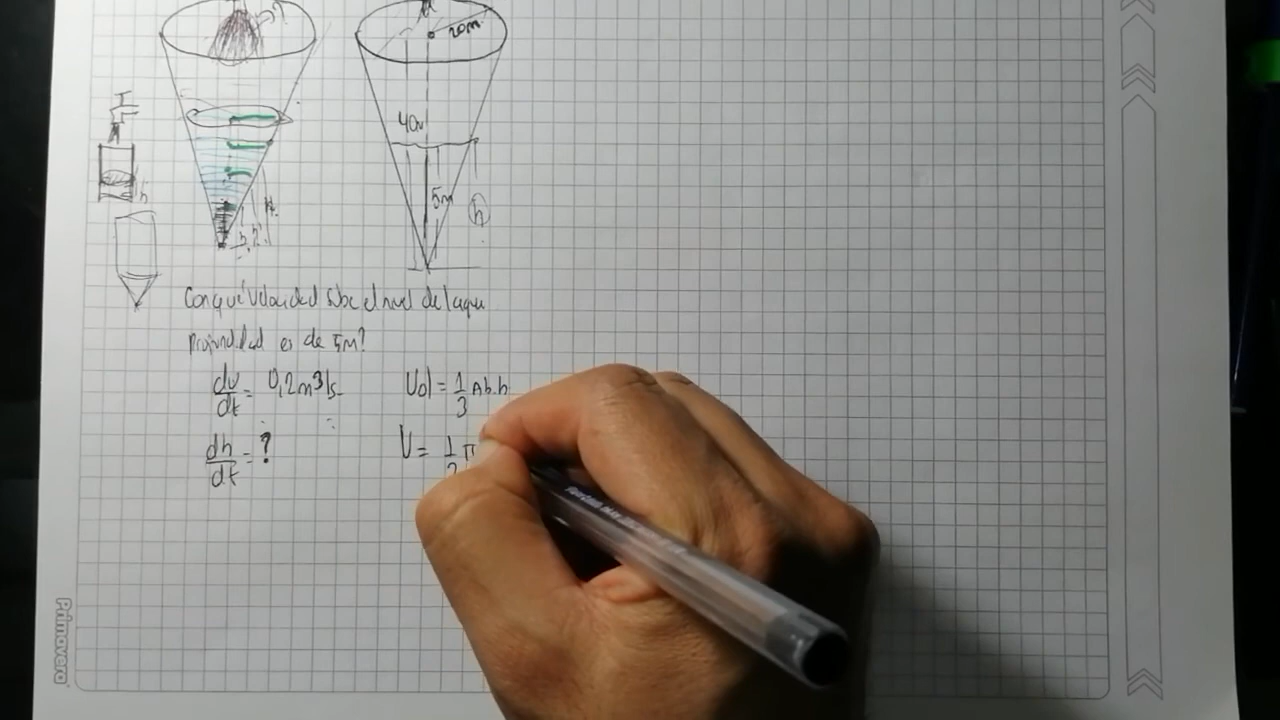 20m
40m
5m
h
h
Con qué Velocidad sube el nivel del agua
Profundidad es de 5m?
dv/dt = 0,2m³/s
Vol = 1/3 Ab.h
dh/dt = ?
V = 1/3 π
Primavera